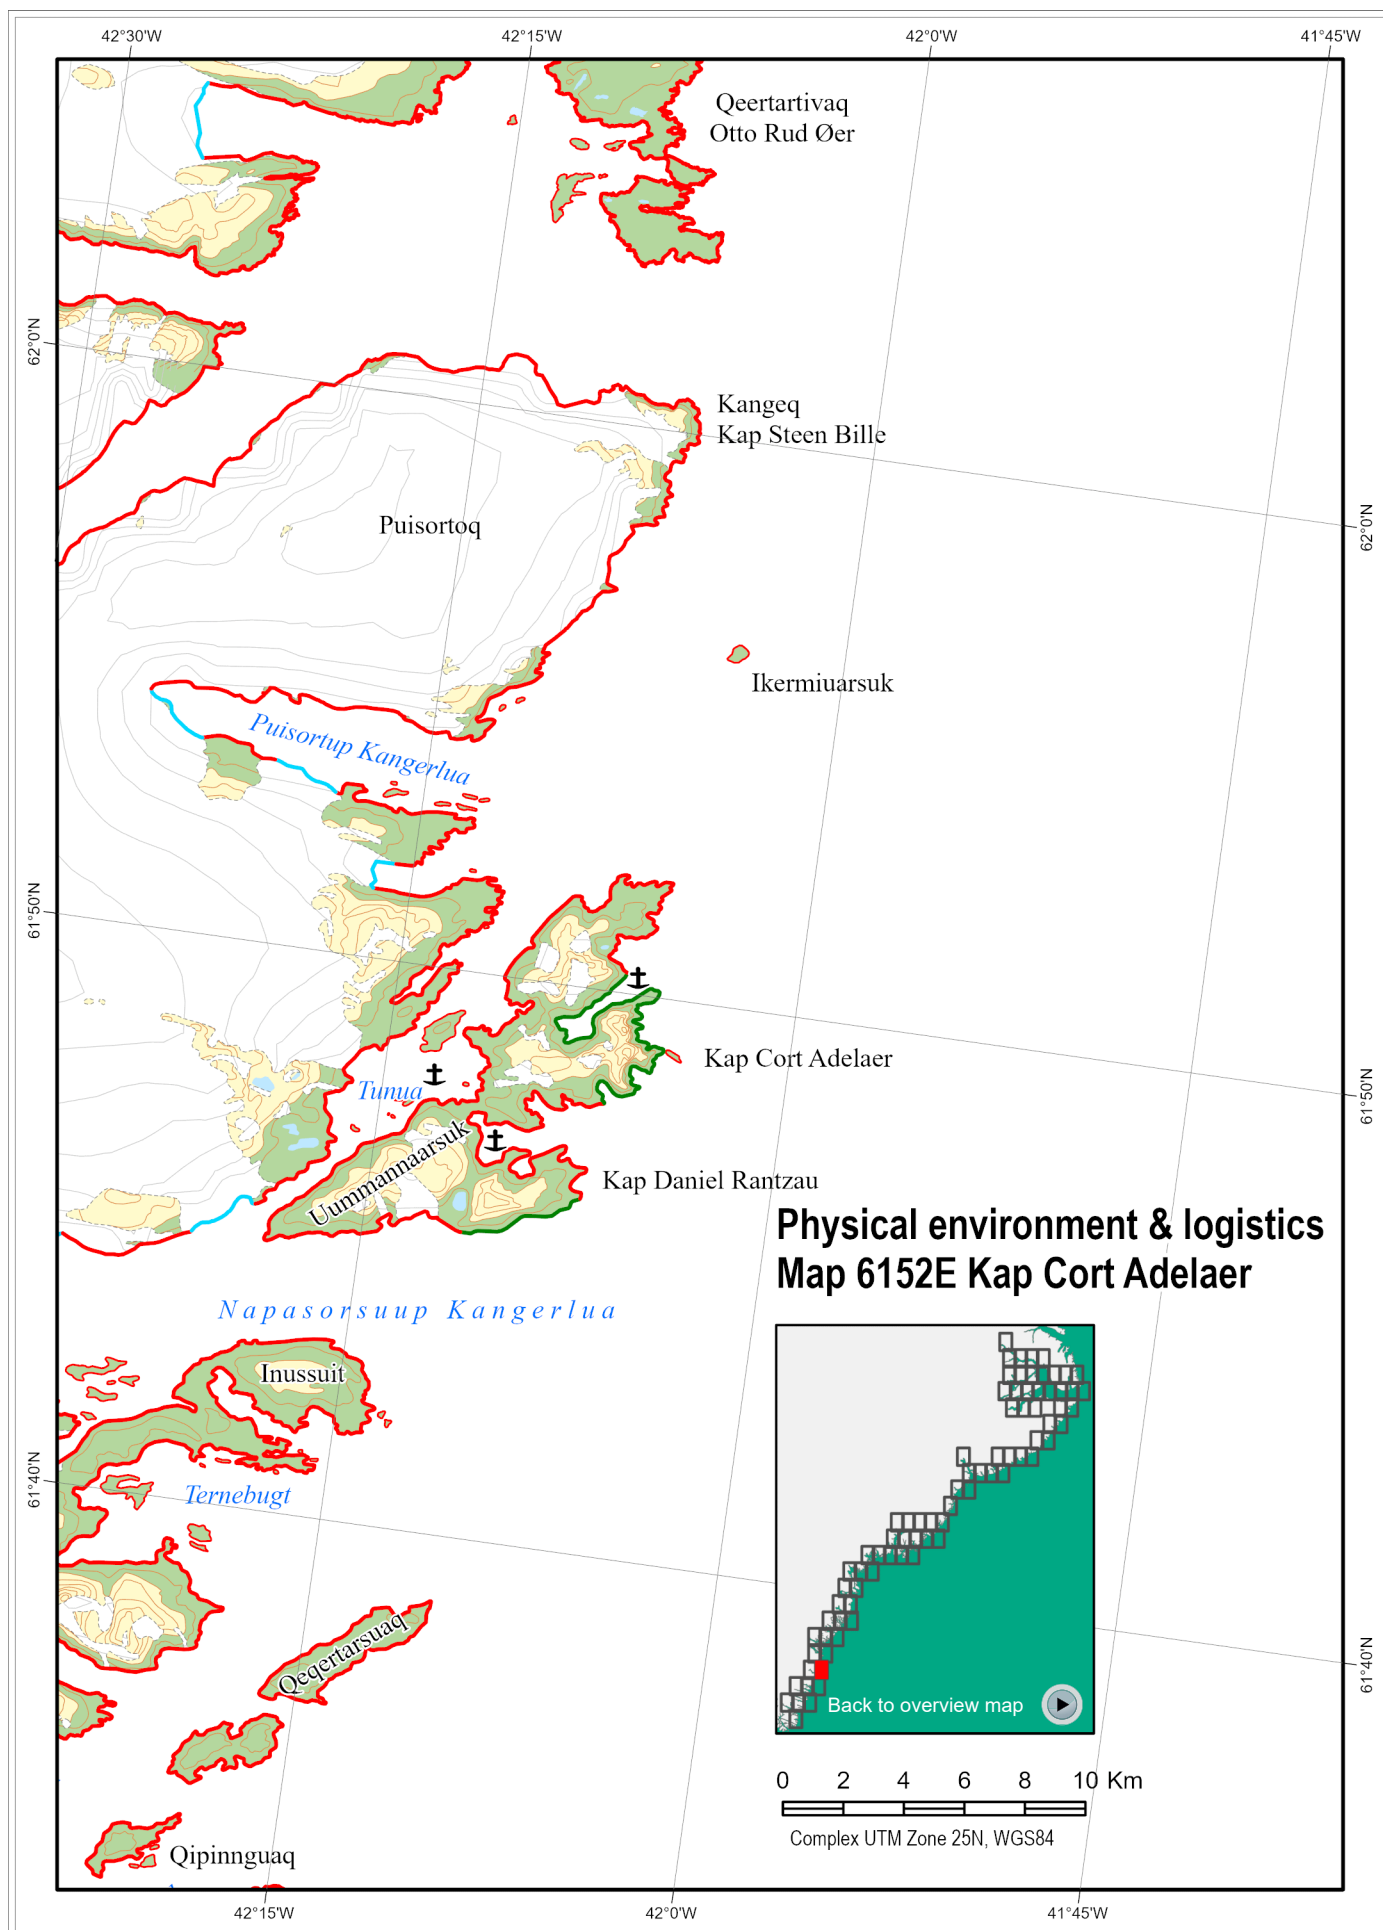 42°30'W
42°15'W
42°0'W
41°45'W
Qeertartivaq
Otto Rud Øer
62°0'N
Kangeq
Kap Steen Bille
Puisortoq
62°0'N
Ikermiuarsuk
Puisortup Kangerlua
61°50'N
Kap Cort Adelaer
Tunua
61°50'N
Uummannaarsuk
Kap Daniel Rantzau
Physical environment & logistics
Map 6152E Kap Cort Adelaer
Napasorsuup Kangerlua
Inussuit
61°40'N
Ternebugt
Qeqertarsuaq
61°40'N
Back to overview map
0 2 4 6 8 10 Km
Complex UTM Zone 25N, WGS84
Qipinnguaq
42°15'W
42°0'W
41°45'W